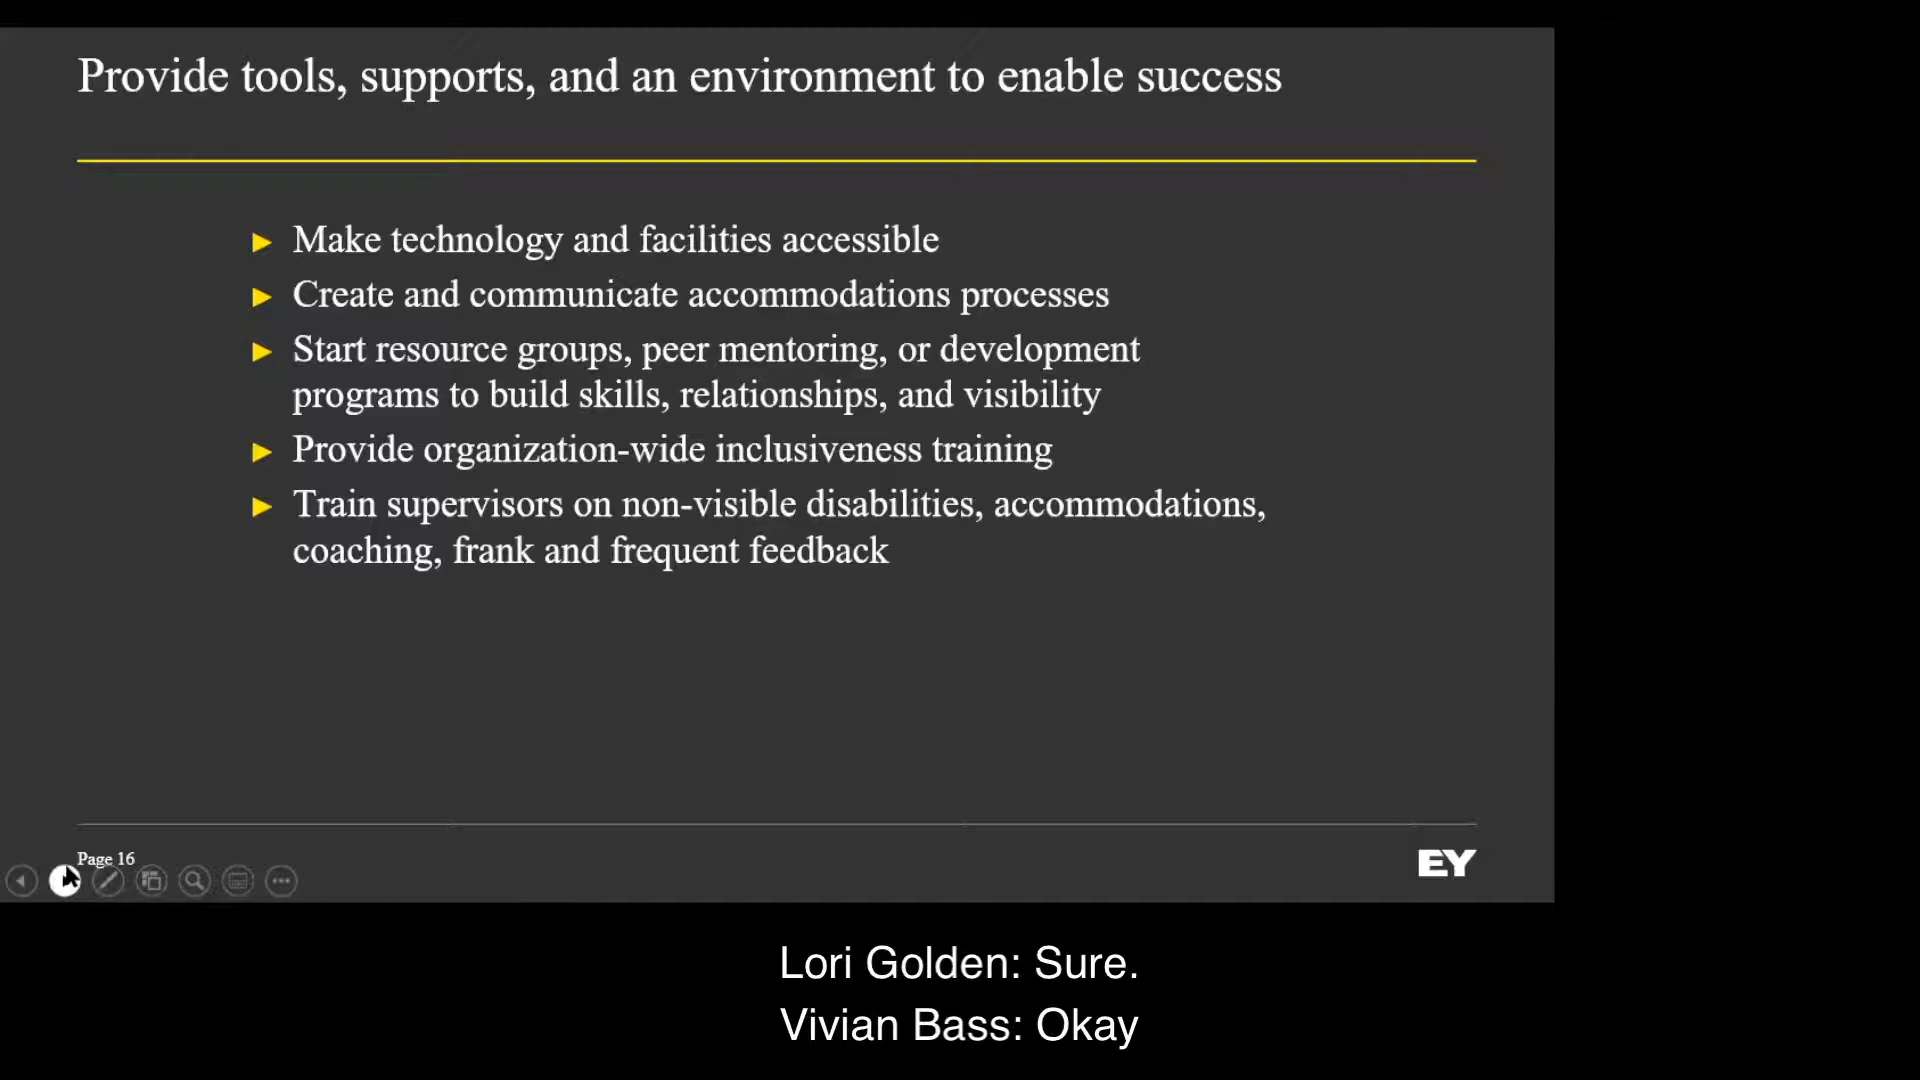 Provide tools, supports, and an environment to enable success
► Make technology and facilities accessible
► Create and communicate accommodations processes
► Start resource groups, peer mentoring, or development
programs to build skills, relationships, and visibility
► Provide organization-wide inclusiveness training
► Train supervisors on non-visible disabilities, accommodations,
coaching, frank and frequent feedback
Page 16
EY
Lori Golden: Sure.
Vivian Bass: Okay